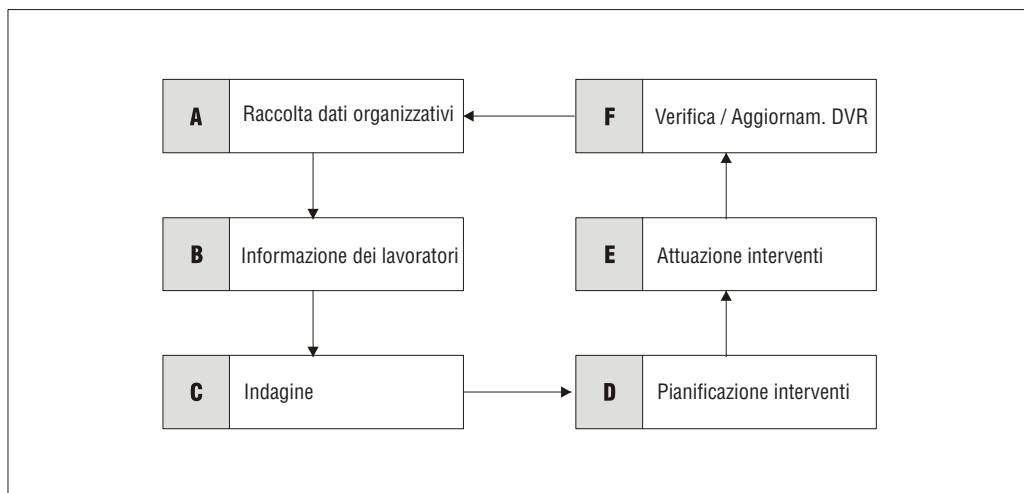 A Raccolta dati organizzativi
B Informazione dei lavoratori
C Indagine
D Pianificazione interventi
E Attuazione interventi
F Verifica / Aggiornam. DVR